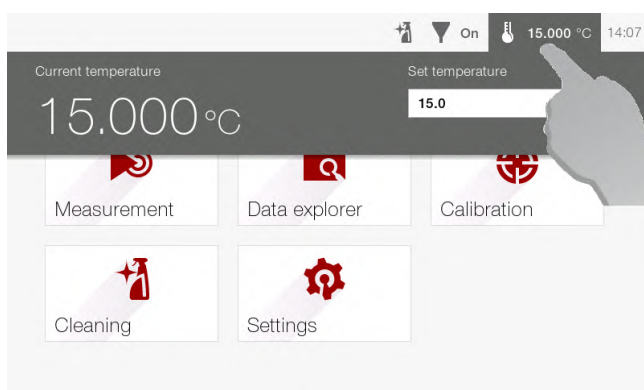 On 15.000 °C 14:07
Current temperature Set temperature
15.000 °C 15.0
Measurement Data explorer Calibration
Cleaning Settings